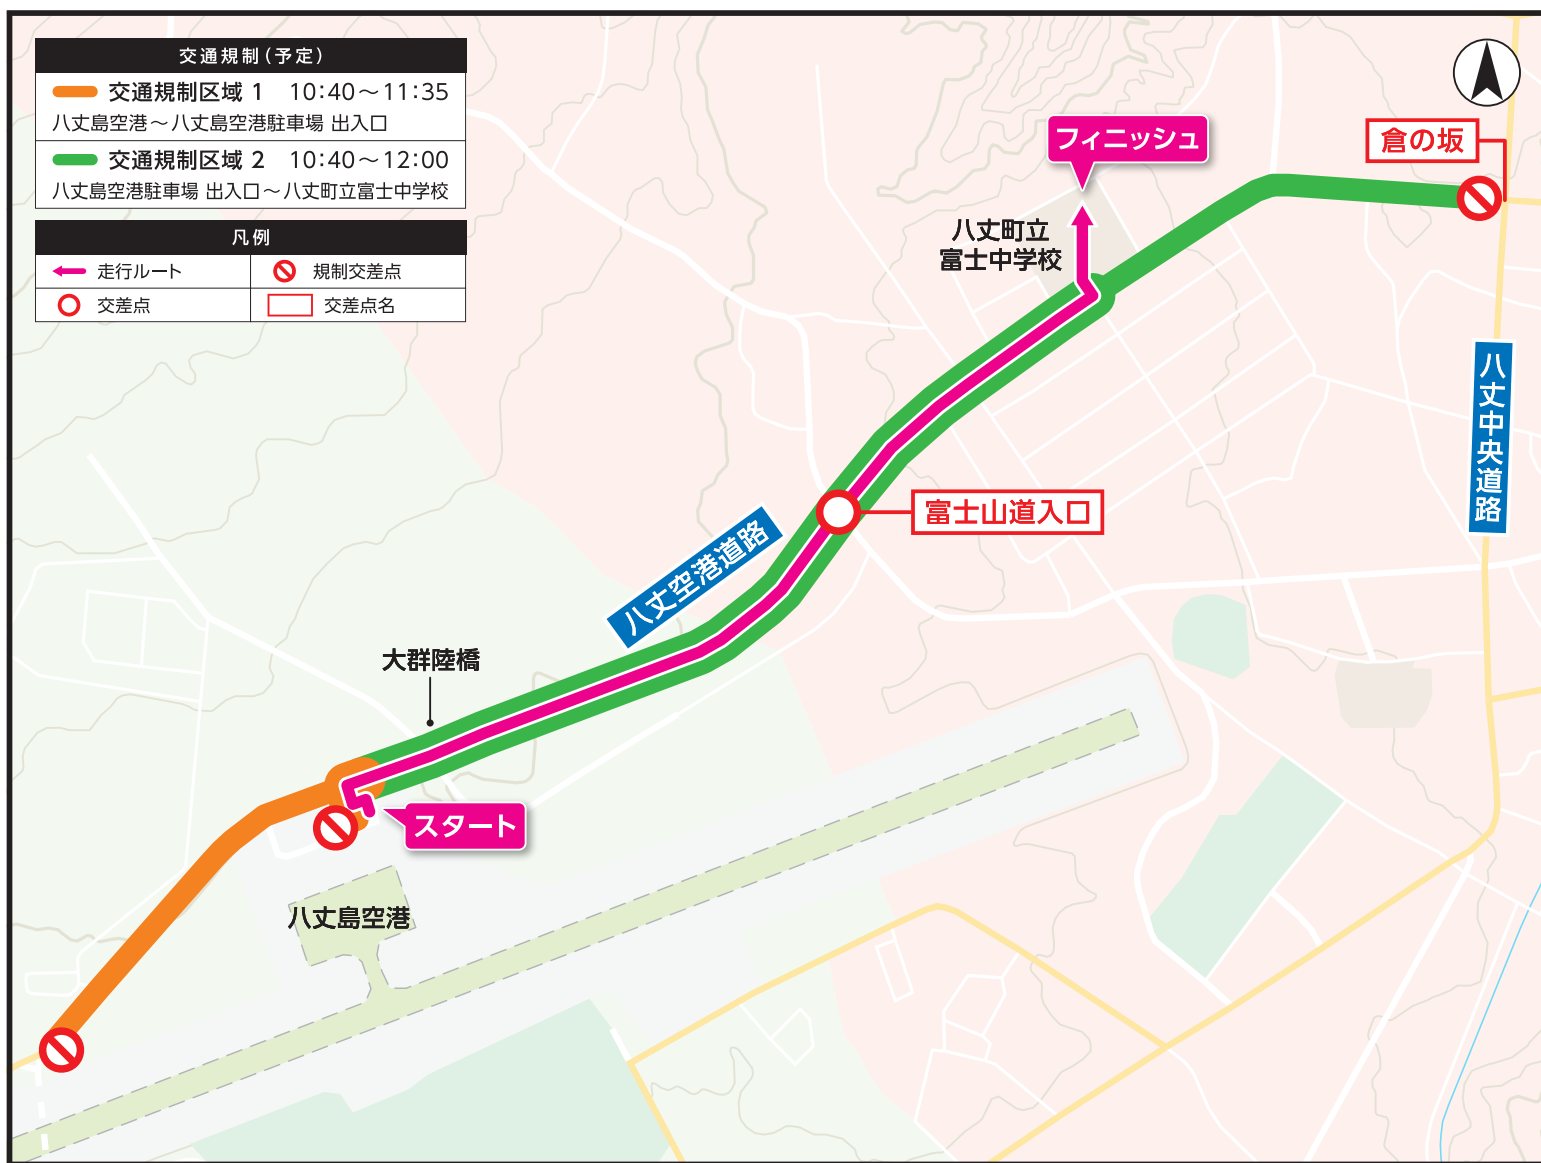 交通規制(予定)
交通規制区域 1　10:40～11:35
八丈島空港～八丈島空港駐車場 出入口
交通規制区域 2　10:40～12:00
八丈島空港駐車場 出入口～八丈町立富士中学校
凡例
走行ルート
規制交差点
交差点
交差点名
フィニッシュ
倉の坂
八丈町立
富士中学校
八丈中央道路
富士山道入口
八丈空港道路
大群陸橋
スタート
八丈島空港